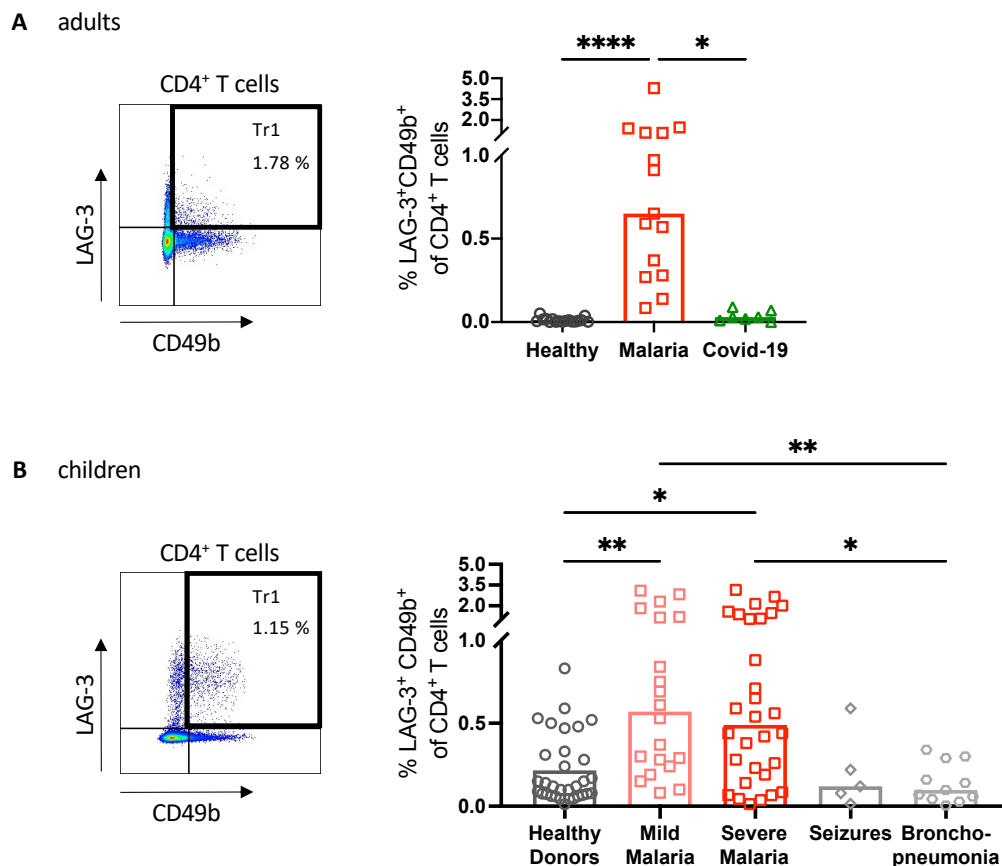 A adults
CD4⁺ T cells
Tr1
1.78 %
LAG-3
CD49b
**** *
% LAG-3⁺CD49b⁺
of CD4⁺ T cells
5.0
3.5
2.0
1.0
0.5
0.0
Healthy Malaria Covid-19
B children
CD4⁺ T cells
Tr1
1.15 %
LAG-3
CD49b
**
*
** *
% LAG-3⁺ CD49b⁺
of CD4⁺ T cells
5.0
3.5
2.0
1.0
0.5
0.0
Healthy Mild Severe Seizures Broncho-
Donors Malaria Malaria pneumonia